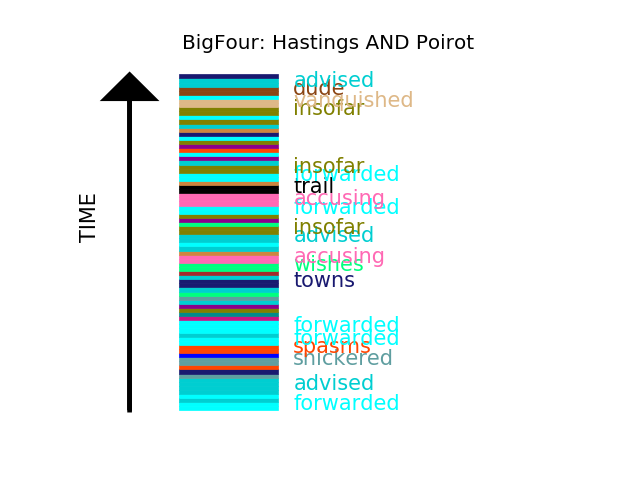 BigFour: Hastings AND Poirot
advised
dude
vanquished
insofar
insofar
forwarded
trail
accusing
forwarded
insofar
advised
accusing
wishes
towns
forwarded
forwarded
spasms
snickered
advised
forwarded
TIME